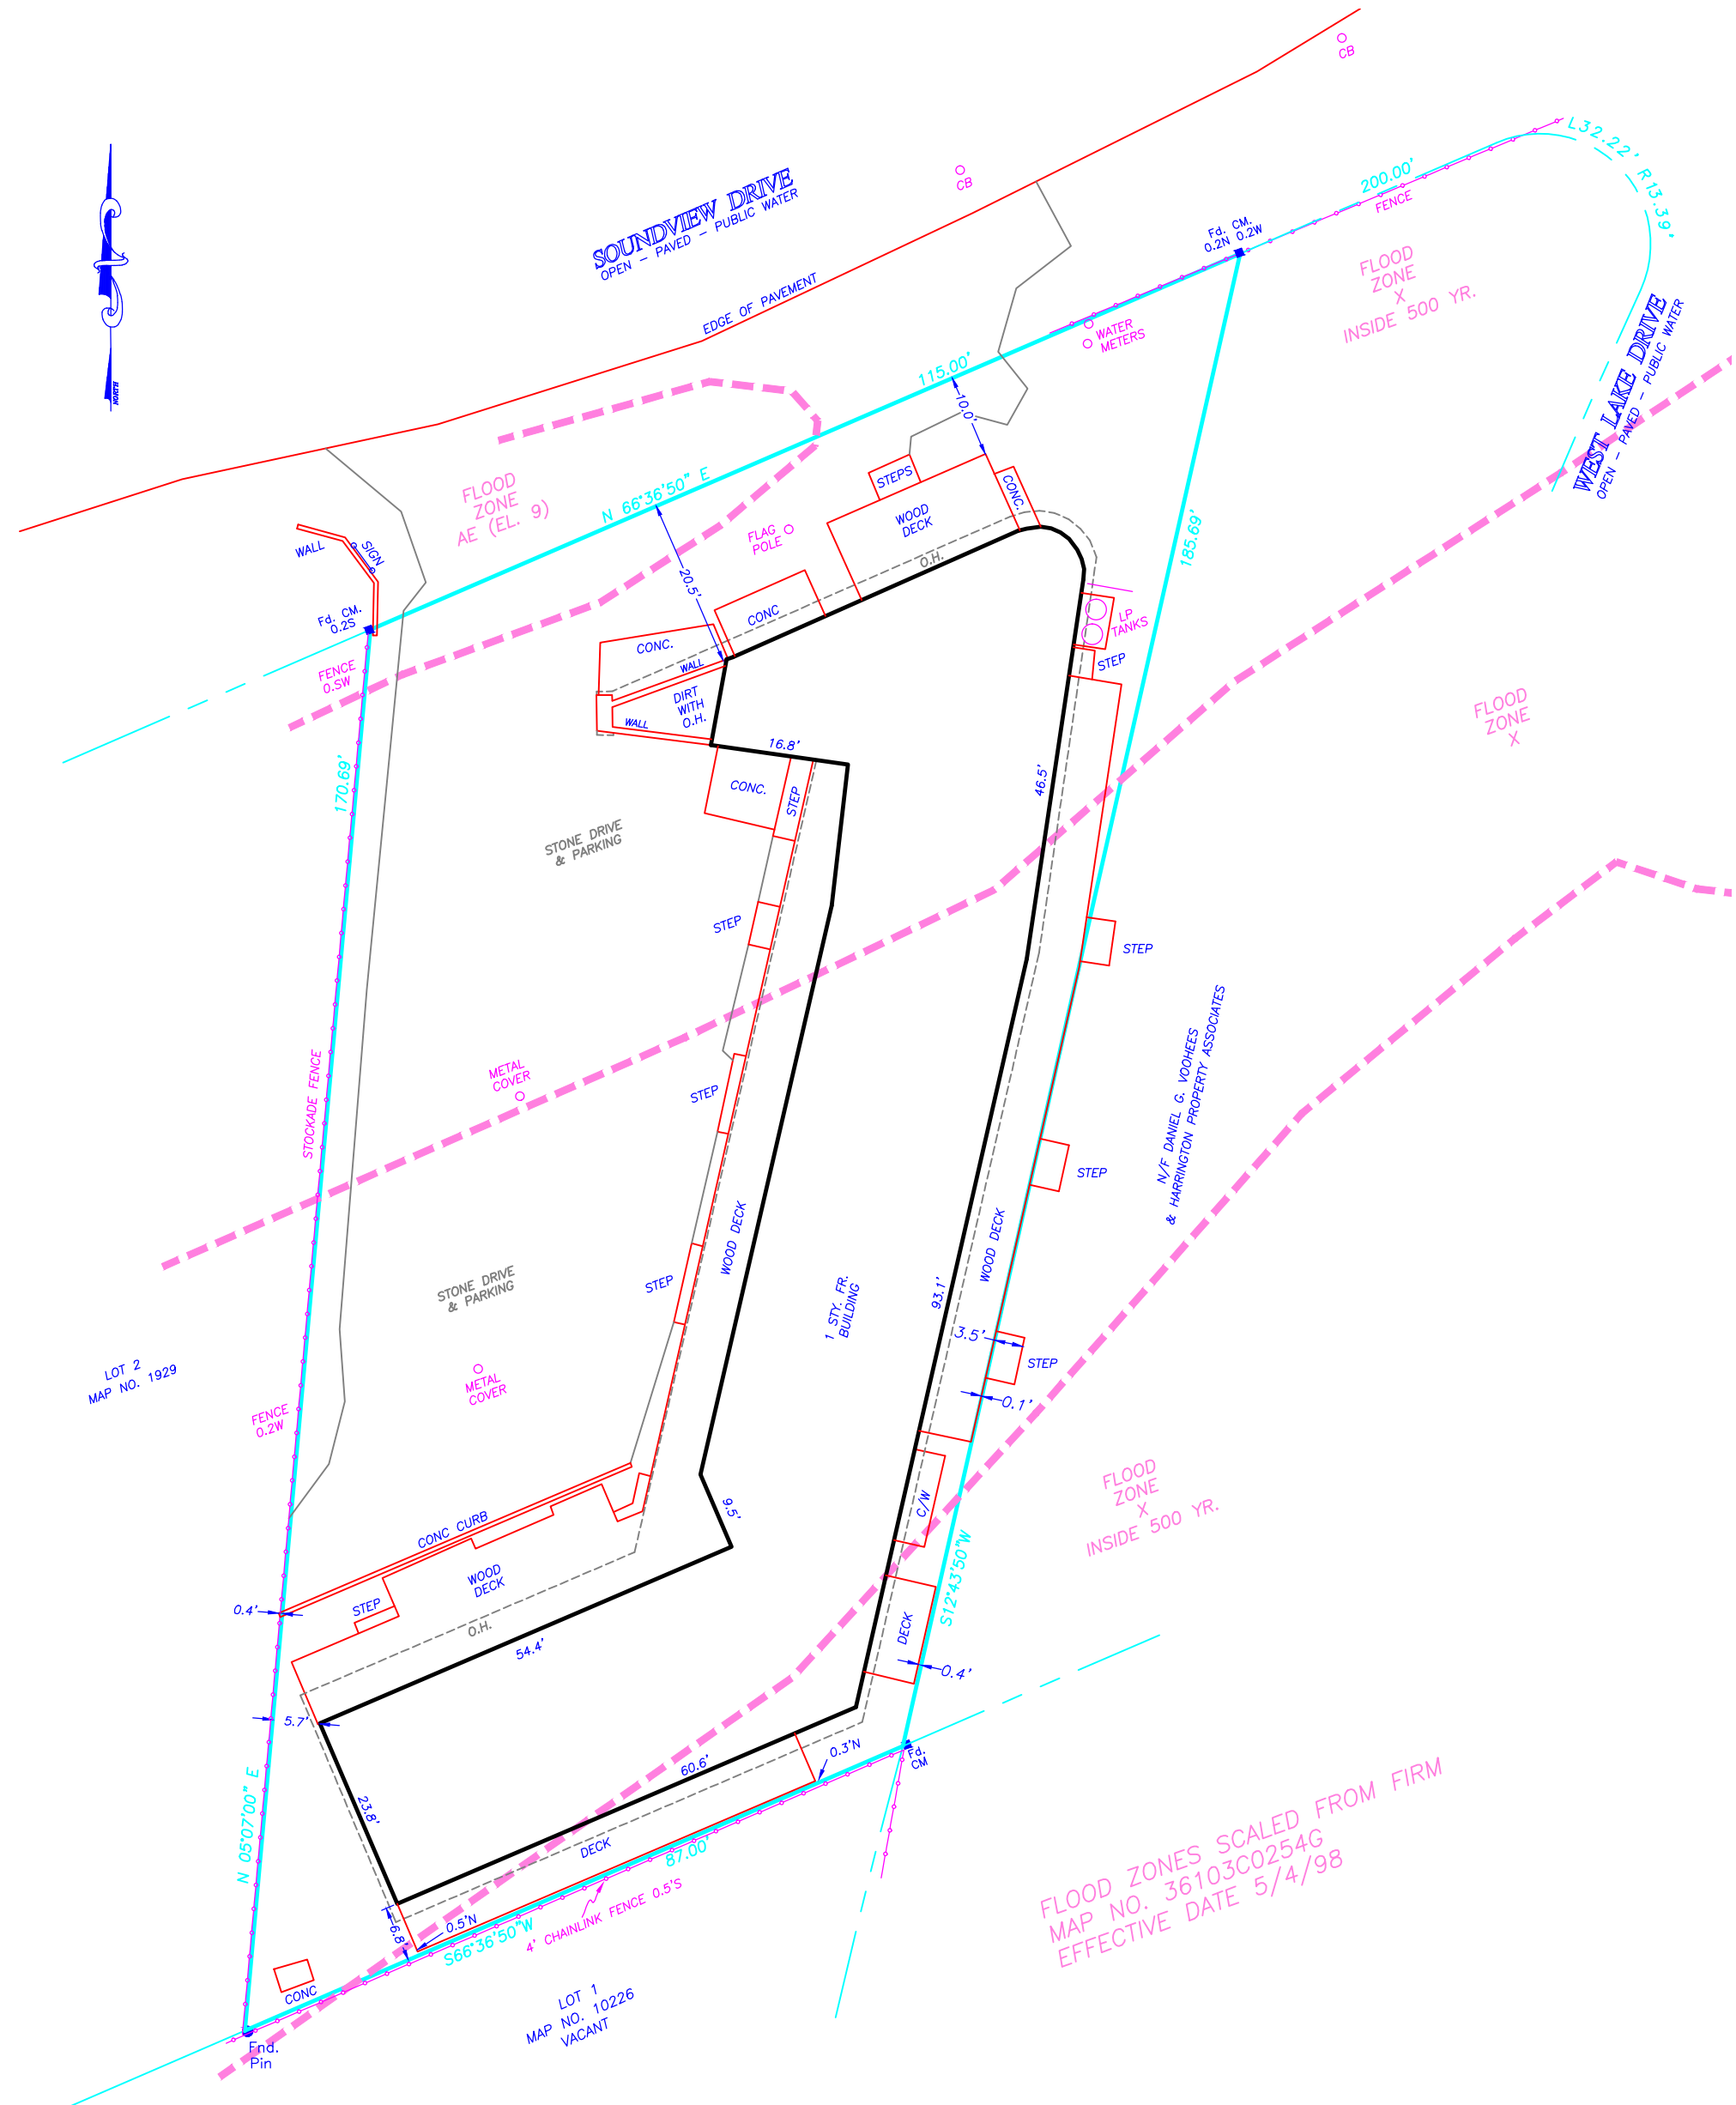 CB
L32.22' R13.39'
200.00'
FENCE
CB
SOUNDVIEW DRIVE
OPEN - PAVED - PUBLIC WATER
Fd. CM.
0.2N 0.2W
FLOOD
ZONE
X
INSIDE 500 YR.
NORTH
EDGE OF PAVEMENT
WATER
METERS
WEST LAKE DRIVE
OPEN - PAVED - PUBLIC WATER
115.00'
10.0'
FLOOD
ZONE
AE (EL. 9)
N 66°36'50" E
STEPS
CONC.
WOOD
DECK
FLAG
POLE
185.69'
WALL
SIGN
O.H.
20.5'
Fd. CM.
0.2S
CONC
LP
TANKS
CONC.
WALL
STEP
FENCE
0.SW
DIRT
WITH
O.H.
WALL
FLOOD
ZONE
X
16.8'
170.69'
CONC.
STEP
46.5'
STONE DRIVE
& PARKING
STEP
STEP
N/F DANIEL G. VOOHEES
& HARRINGTON PROPERTY ASSOCIATES
STOCKADE FENCE
METAL
COVER
STEP
STEP
WOOD DECK
WOOD DECK
STONE DRIVE
& PARKING
STEP
1 STY. FR.
BUILDING
93.1'
3.5'
STEP
LOT 2
MAP NO. 1929
METAL
COVER
0.1'
FENCE
0.2W
C/W
FLOOD
ZONE
X
INSIDE 500 YR.
9.5'
CONC CURB
WOOD
DECK
S12°43'50"W
0.4'
STEP
O.H.
DECK
54.4'
0.4'
5.7'
0.3'N
Fd.
CM
60.6'
23.8'
N 05°07'00" E
DECK
87.00'
FLOOD ZONES SCALED FROM FIRM
MAP NO. 36103C0254G
EFFECTIVE DATE 5/4/98
4' CHAINLINK FENCE 0.5'S
0.5'N
6.8'
S66°36'50"W
CONC
LOT 1
MAP NO. 10226
VACANT
Fnd.
Pin